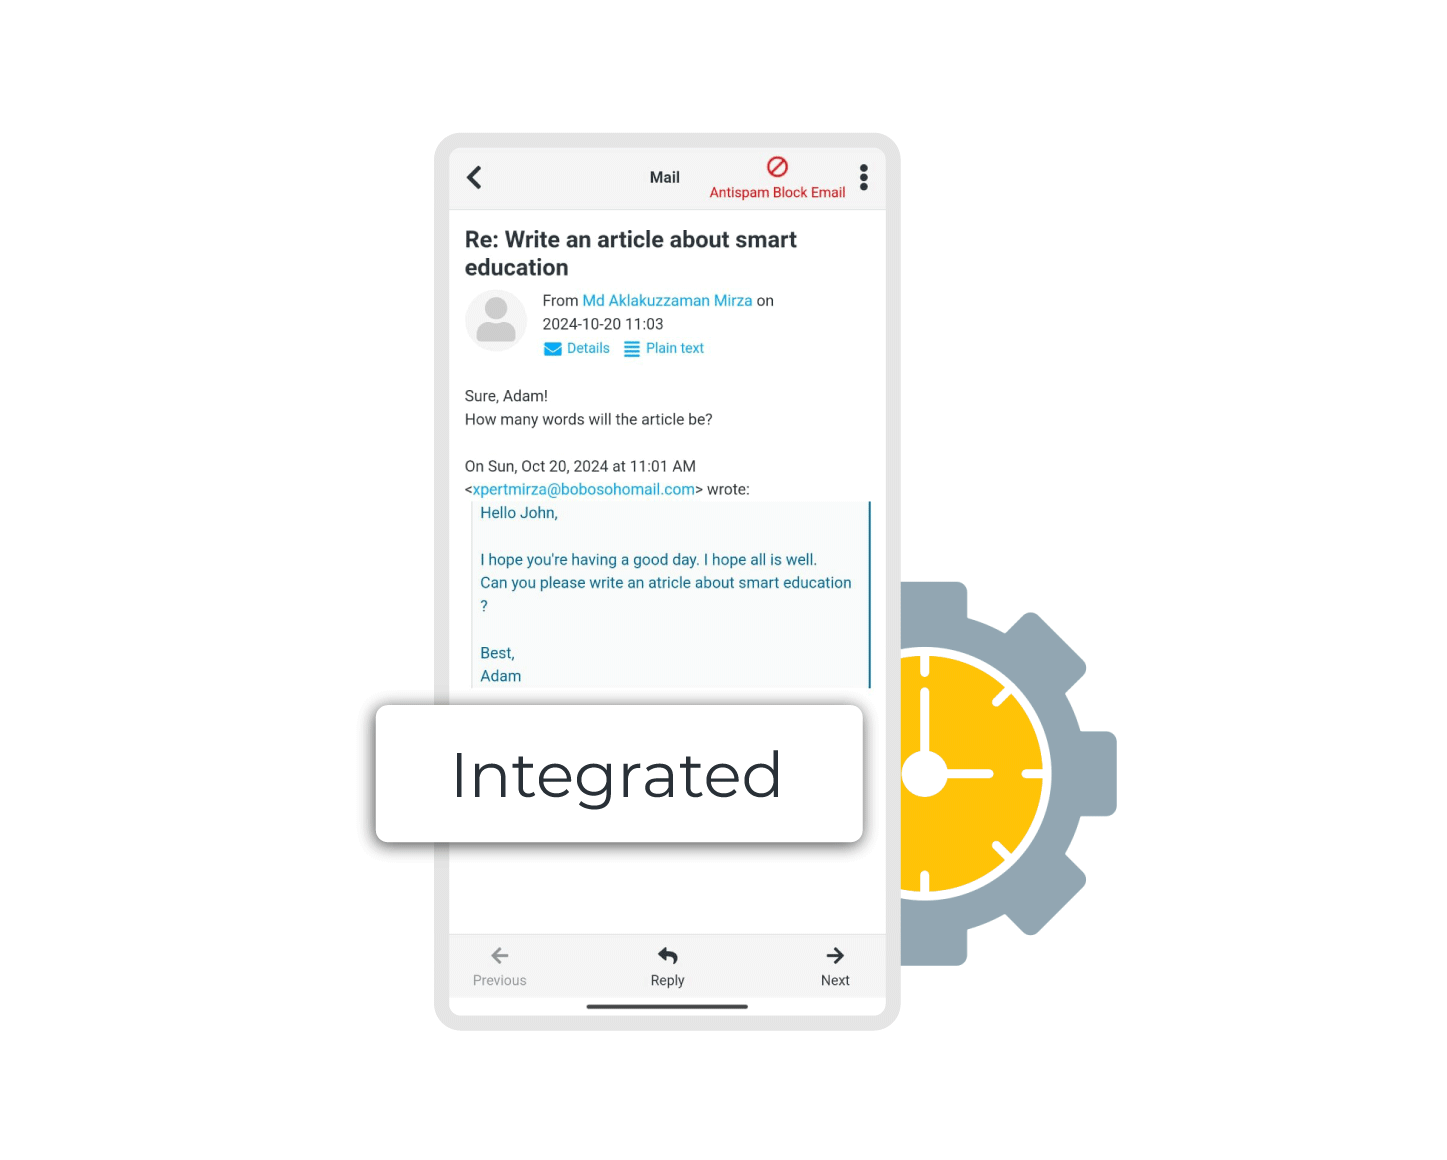 Mail
Antispam Block Email
Re: Write an article about smart
education
From Md Aklakuzzaman Mirza on
2024-10-20 11:03
Details Plain text
Sure, Adam!
How many words will the article be?
On Sun, Oct 20, 2024 at 11:01 AM
<xpertmirza@bobosohomail.com> wrote:
Hello John,
I hope you're having a good day. I hope all is well.
Can you please write an atricle about smart education
?
Best,
Adam
Integrated
Previous Reply Next